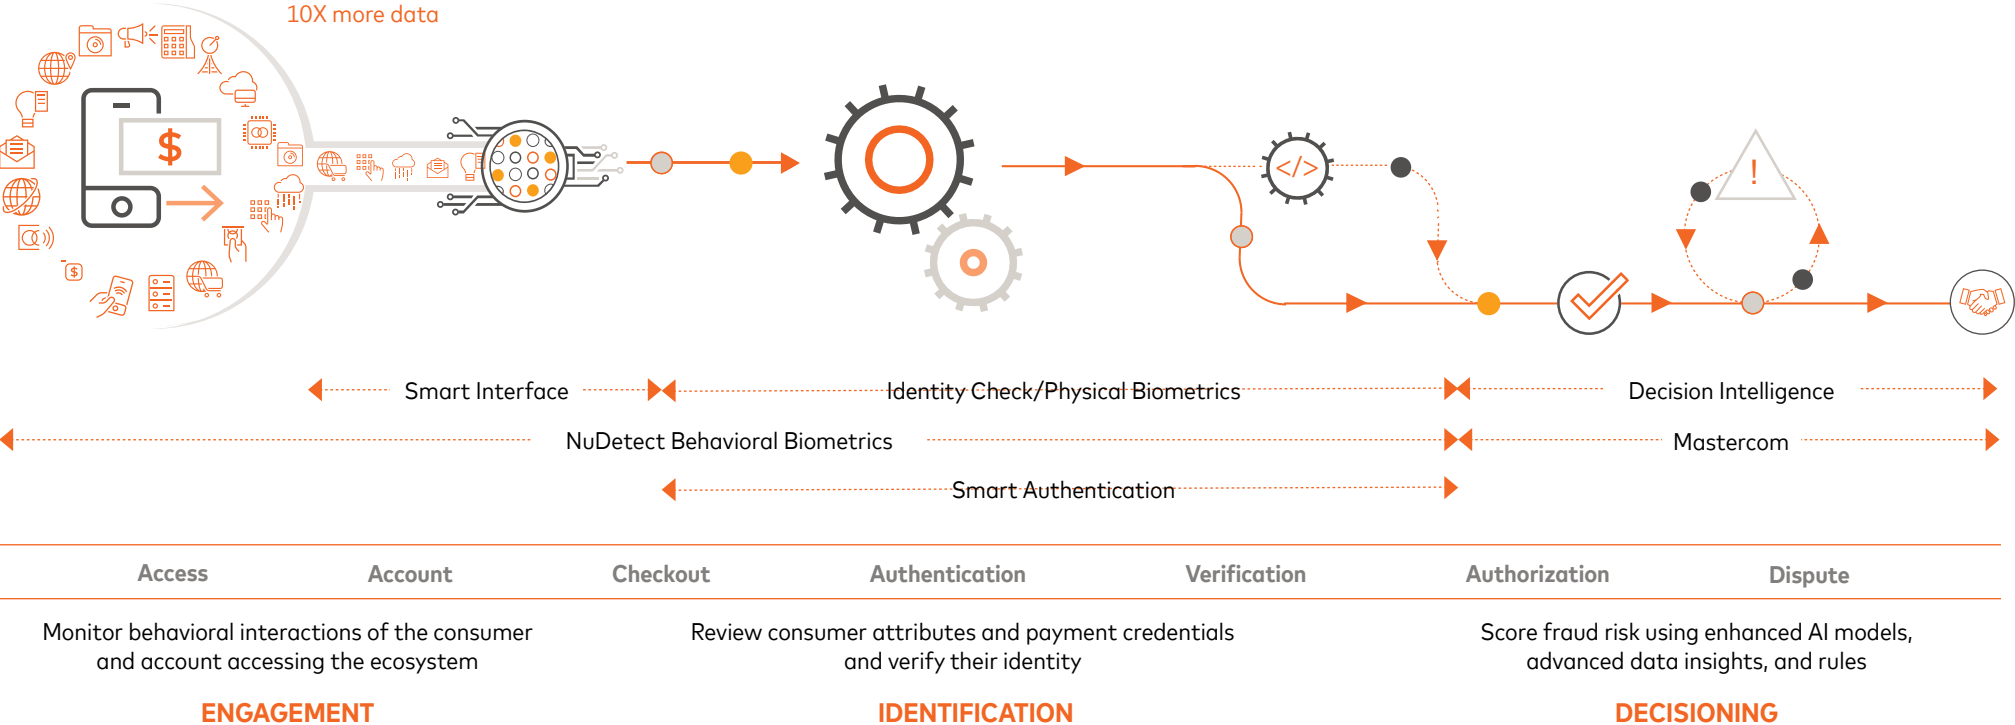 10X more data
$
</>
!
$
Smart Interface
Identity Check/Physical Biometrics
Decision Intelligence
NuDetect Behavioral Biometrics
Mastercom
Smart Authentication
Access
Account
Checkout
Authentication
Verification
Authorization
Dispute
Monitor behavioral interactions of the consumer
and account accessing the ecosystem
Review consumer attributes and payment credentials
and verify their identity
Score fraud risk using enhanced AI models,
advanced data insights, and rules
ENGAGEMENT
IDENTIFICATION
DECISIONING